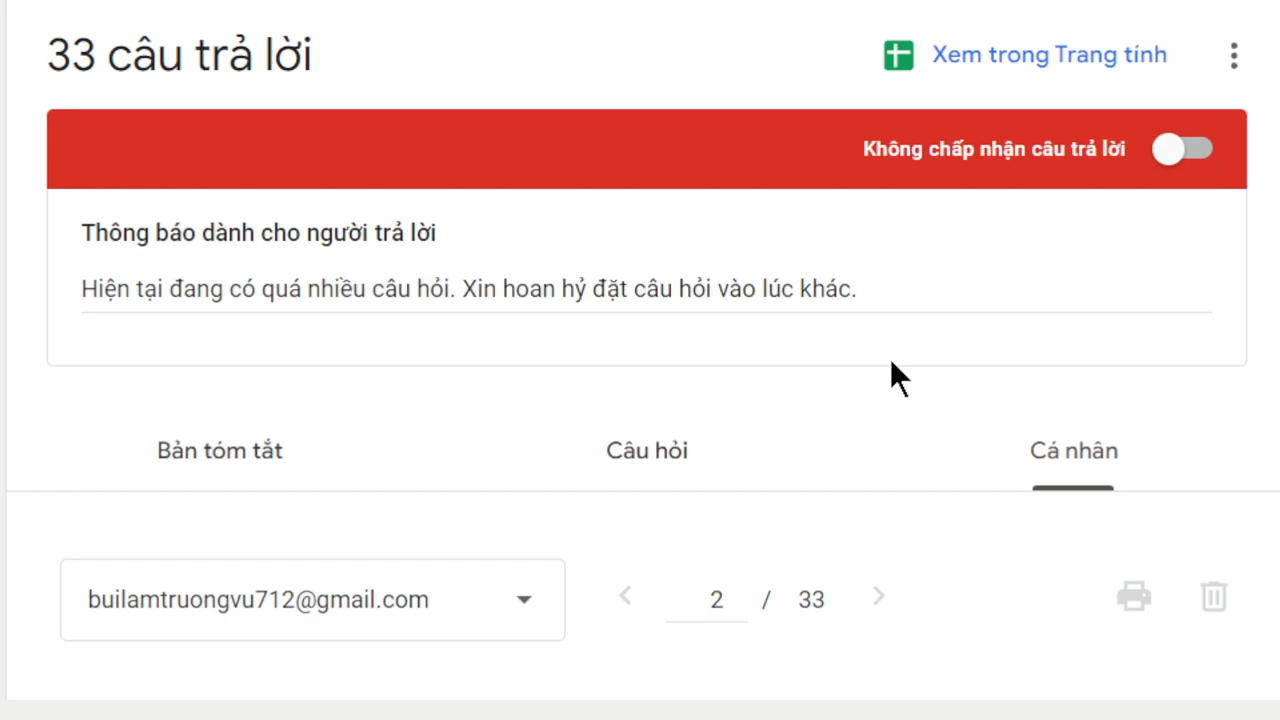 33 câu trả lời
Xem trong Trang tính
Không chấp nhận câu trả lời
Thông báo dành cho người trả lời
Hiện tại đang có quá nhiều câu hỏi. Xin hoan hỷ đặt câu hỏi vào lúc khác.
Bản tóm tắt
Câu hỏi
Cá nhân
builamtruongvu712@gmail.com
2 / 33